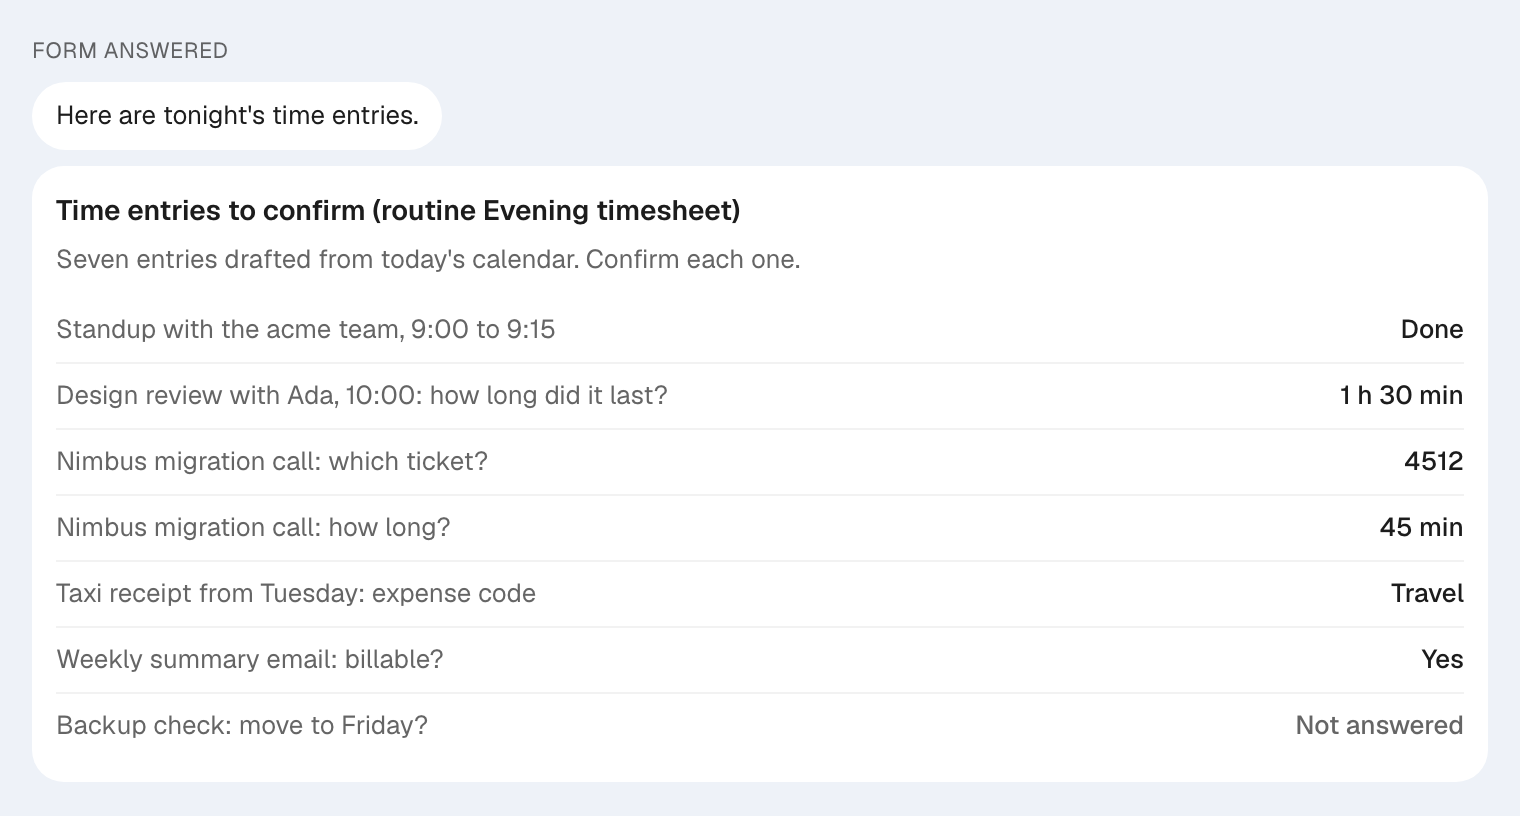 FORM ANSWERED
Here are tonight's time entries.
Time entries to confirm (routine Evening timesheet)
Seven entries drafted from today's calendar. Confirm each one.
Standup with the acme team, 9:00 to 9:15 Done
Design review with Ada, 10:00: how long did it last? 1 h 30 min
Nimbus migration call: which ticket? 4512
Nimbus migration call: how long? 45 min
Taxi receipt from Tuesday: expense code Travel
Weekly summary email: billable? Yes
Backup check: move to Friday? Not answered